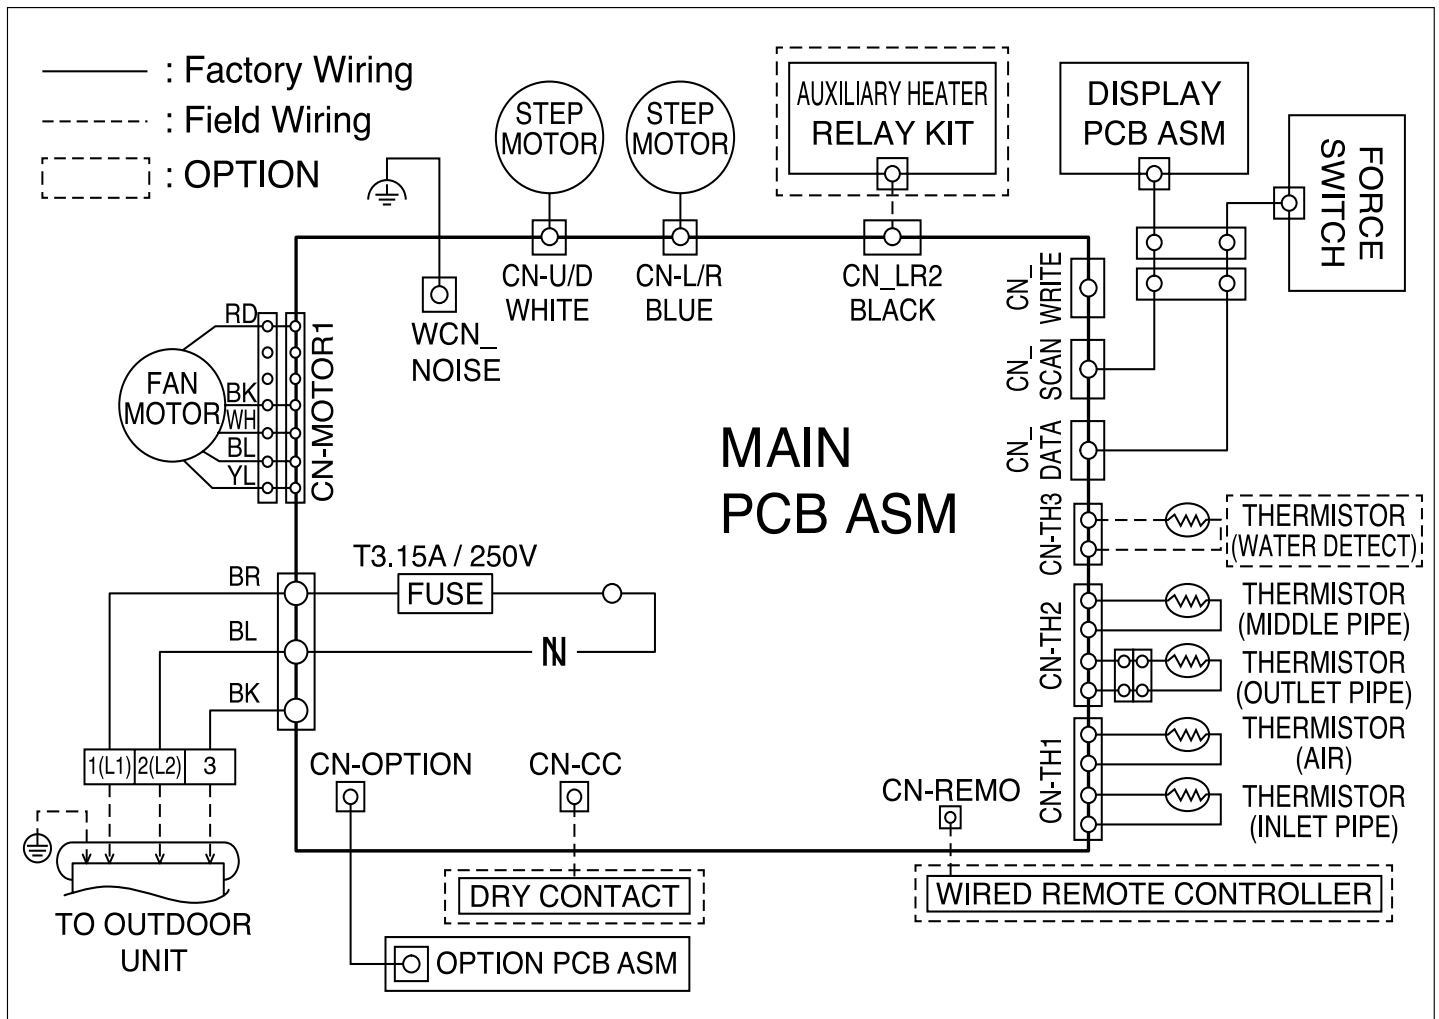 : Factory Wiring
: Field Wiring
: OPTION
STEP
MOTOR
STEP
MOTOR
AUXILIARY HEATER
RELAY KIT
DISPLAY
PCB ASM
FORCE
SWITCH
CN-U/D
WHITE
CN-L/R
BLUE
CN_LR2
BLACK
CN_
WRITE
WCN_
NOISE
RD
FAN
MOTOR
BK
WH
BL
YL
CN-MOTOR1
CN_
SCAN
CN_
DATA
MAIN
PCB ASM
CN-TH3
THERMISTOR
(WATER DETECT)
T3.15A / 250V
FUSE
BR
BL
BK
N
CN-TH2
THERMISTOR
(MIDDLE PIPE)
THERMISTOR
(OUTLET PIPE)
CN-TH1
THERMISTOR
(AIR)
THERMISTOR
(INLET PIPE)
1(L1) 2(L2) 3
CN-OPTION
CN-CC
CN-REMO
TO OUTDOOR
UNIT
DRY CONTACT
WIRED REMOTE CONTROLLER
OPTION PCB ASM